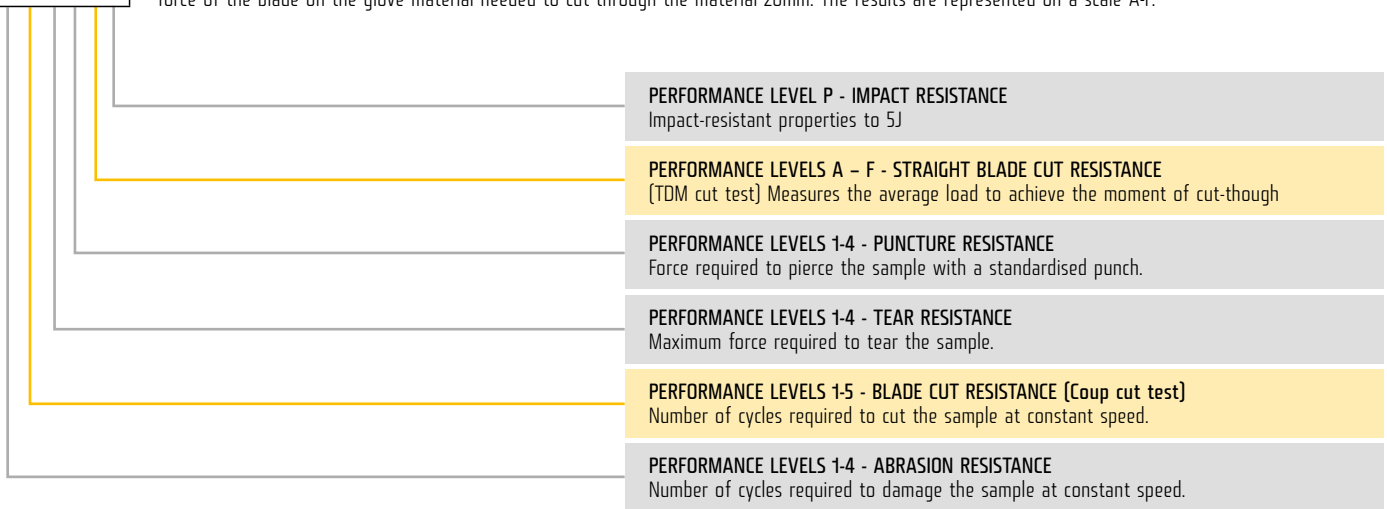 force of the blade on the glove material needed to cut through the material 20mm. The results are represented on a scale A-F.
PERFORMANCE LEVEL P - IMPACT RESISTANCE
Impact-resistant properties to 5J
PERFORMANCE LEVELS A – F - STRAIGHT BLADE CUT RESISTANCE
(TDM cut test) Measures the average load to achieve the moment of cut-though
PERFORMANCE LEVELS 1-4 - PUNCTURE RESISTANCE
Force required to pierce the sample with a standardised punch.
PERFORMANCE LEVELS 1-4 - TEAR RESISTANCE
Maximum force required to tear the sample.
PERFORMANCE LEVELS 1-5 - BLADE CUT RESISTANCE (Coup cut test)
Number of cycles required to cut the sample at constant speed.
PERFORMANCE LEVELS 1-4 - ABRASION RESISTANCE
Number of cycles required to damage the sample at constant speed.